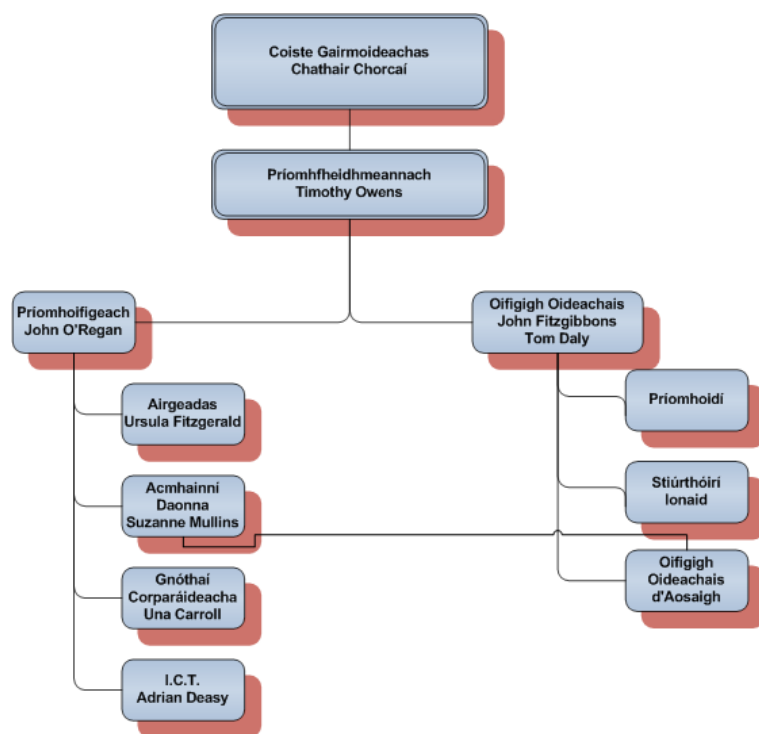 Coiste Gairmoideachas
Chathair Chorcaí
Príomhfheidhmeannach
Timothy Owens
Príomhoifigeach
John O'Regan
Airgeadas
Ursula Fitzgerald
Acmhainní
Daonna
Suzanne Mullins
Gnóthaí
Corparáideacha
Una Carroll
I.C.T.
Adrian Deasy
Oifigigh Oideachais
John Fitzgibbons
Tom Daly
Príomhoidí
Stiúrthóirí
Ionaid
Oifigigh
Oideachais
d'Aosaigh